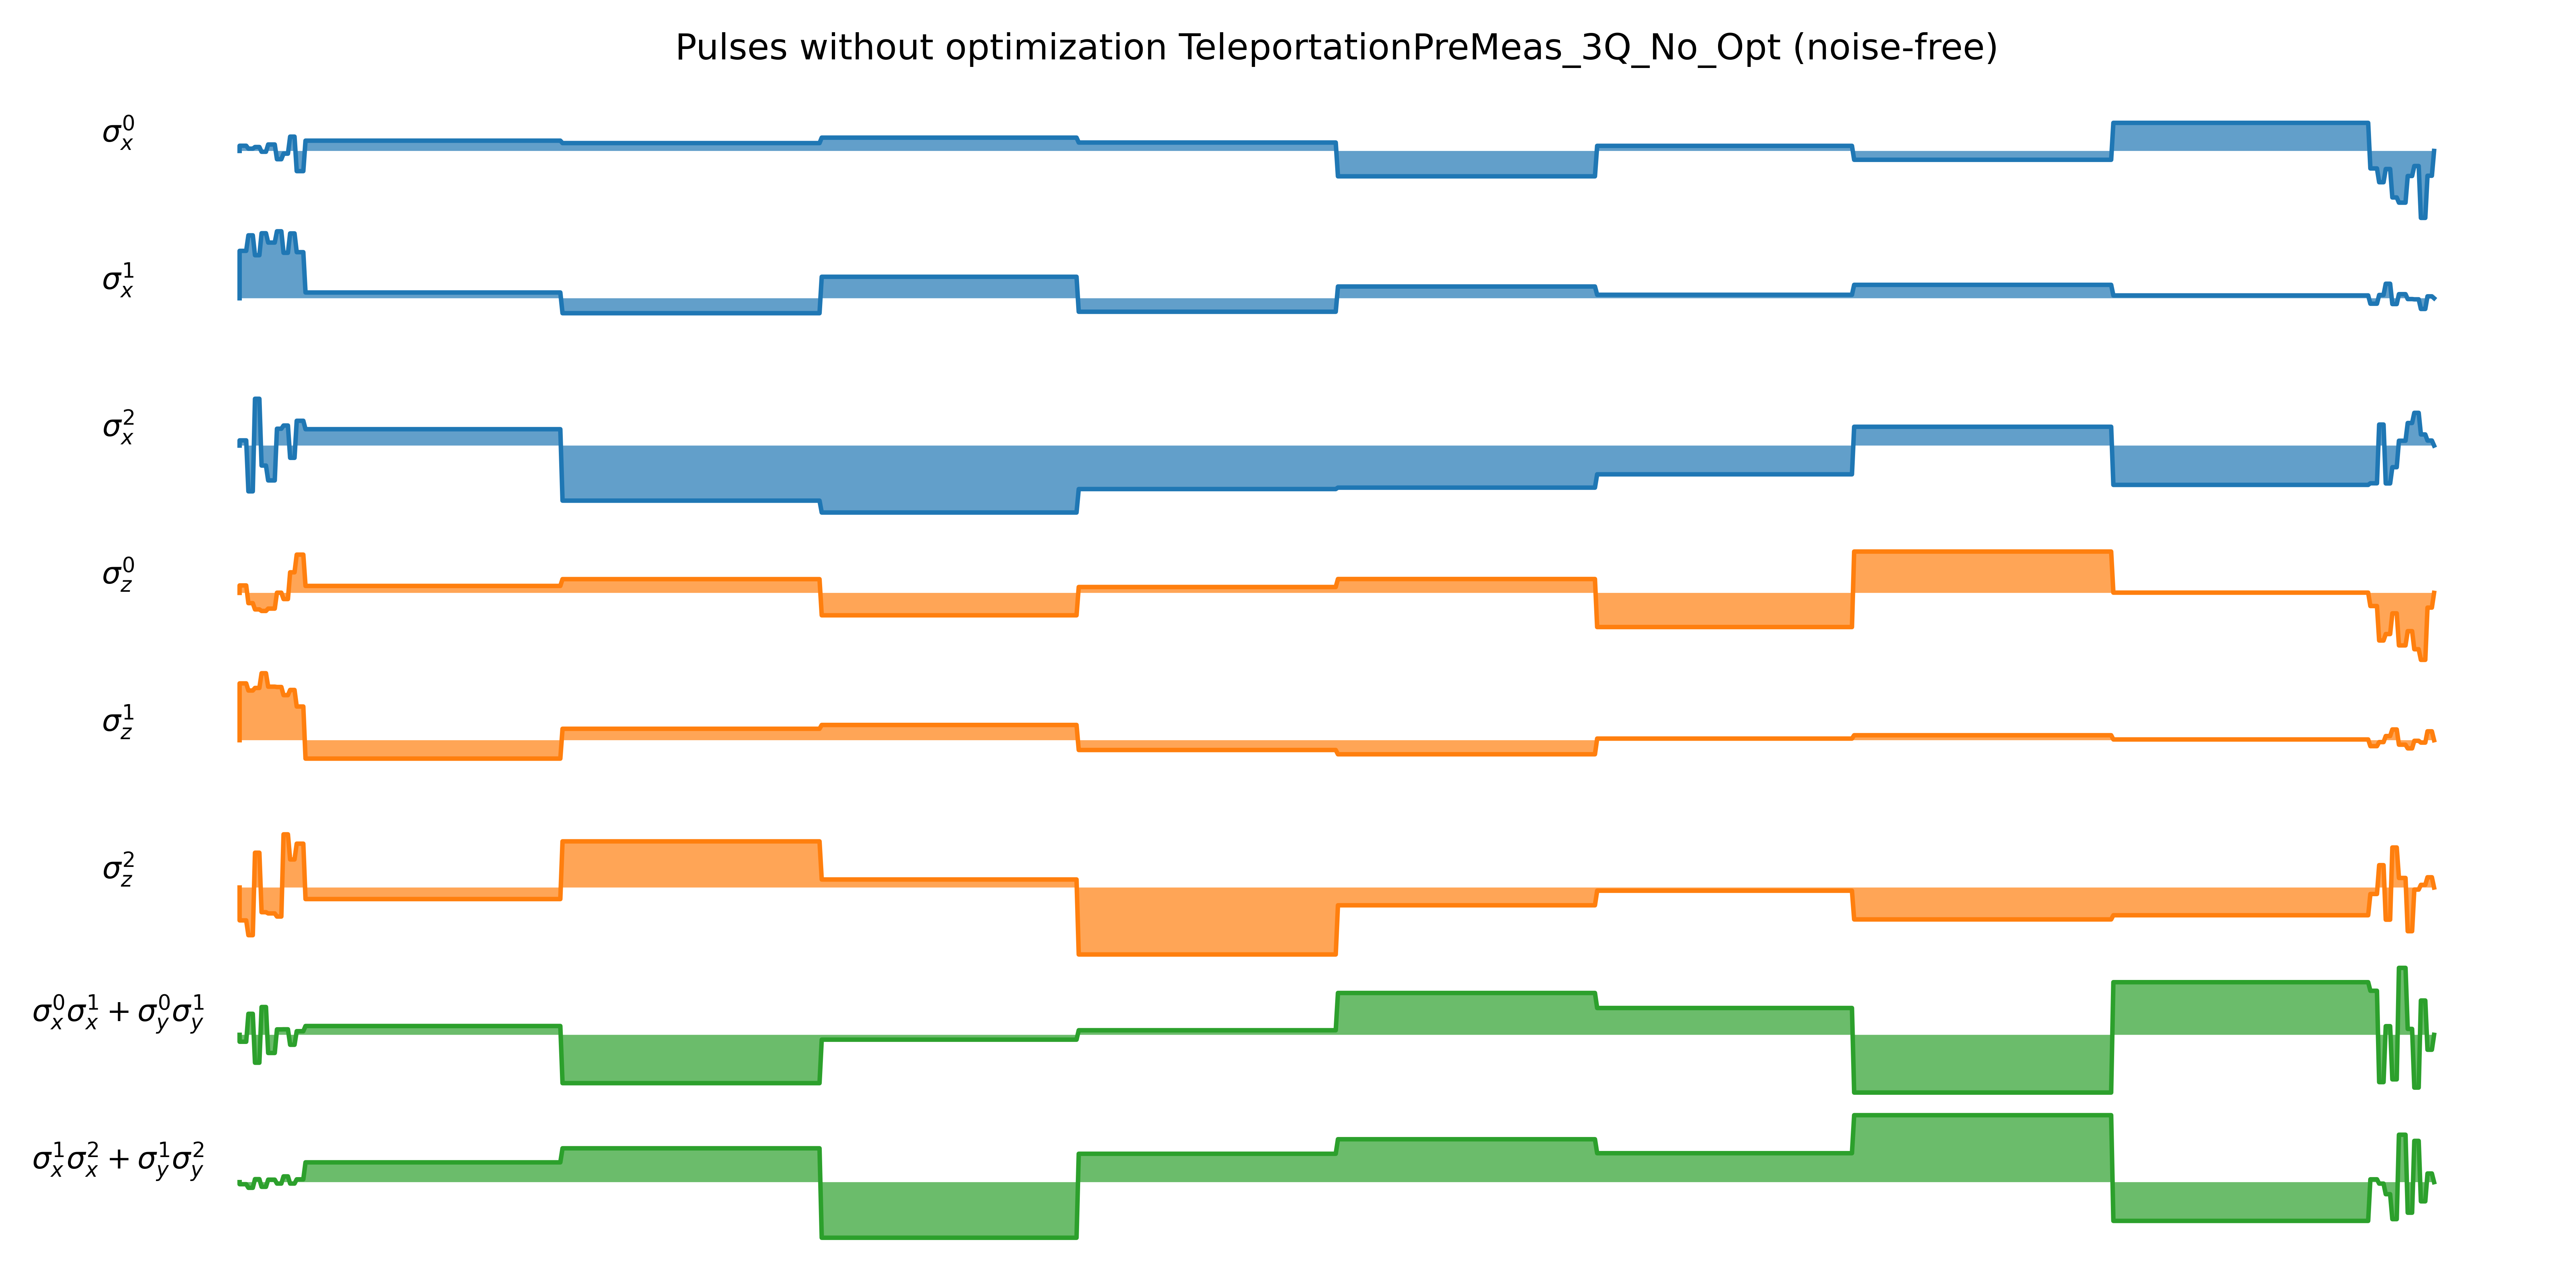 Pulses without optimization TeleportationPreMeas_3Q_No_Opt (noise-free)
σ_x^0
σ_x^1
σ_x^2
σ_z^0
σ_z^1
σ_z^2
σ_x^0σ_x^1 + σ_y^0σ_y^1
σ_x^1σ_x^2 + σ_y^1σ_y^2